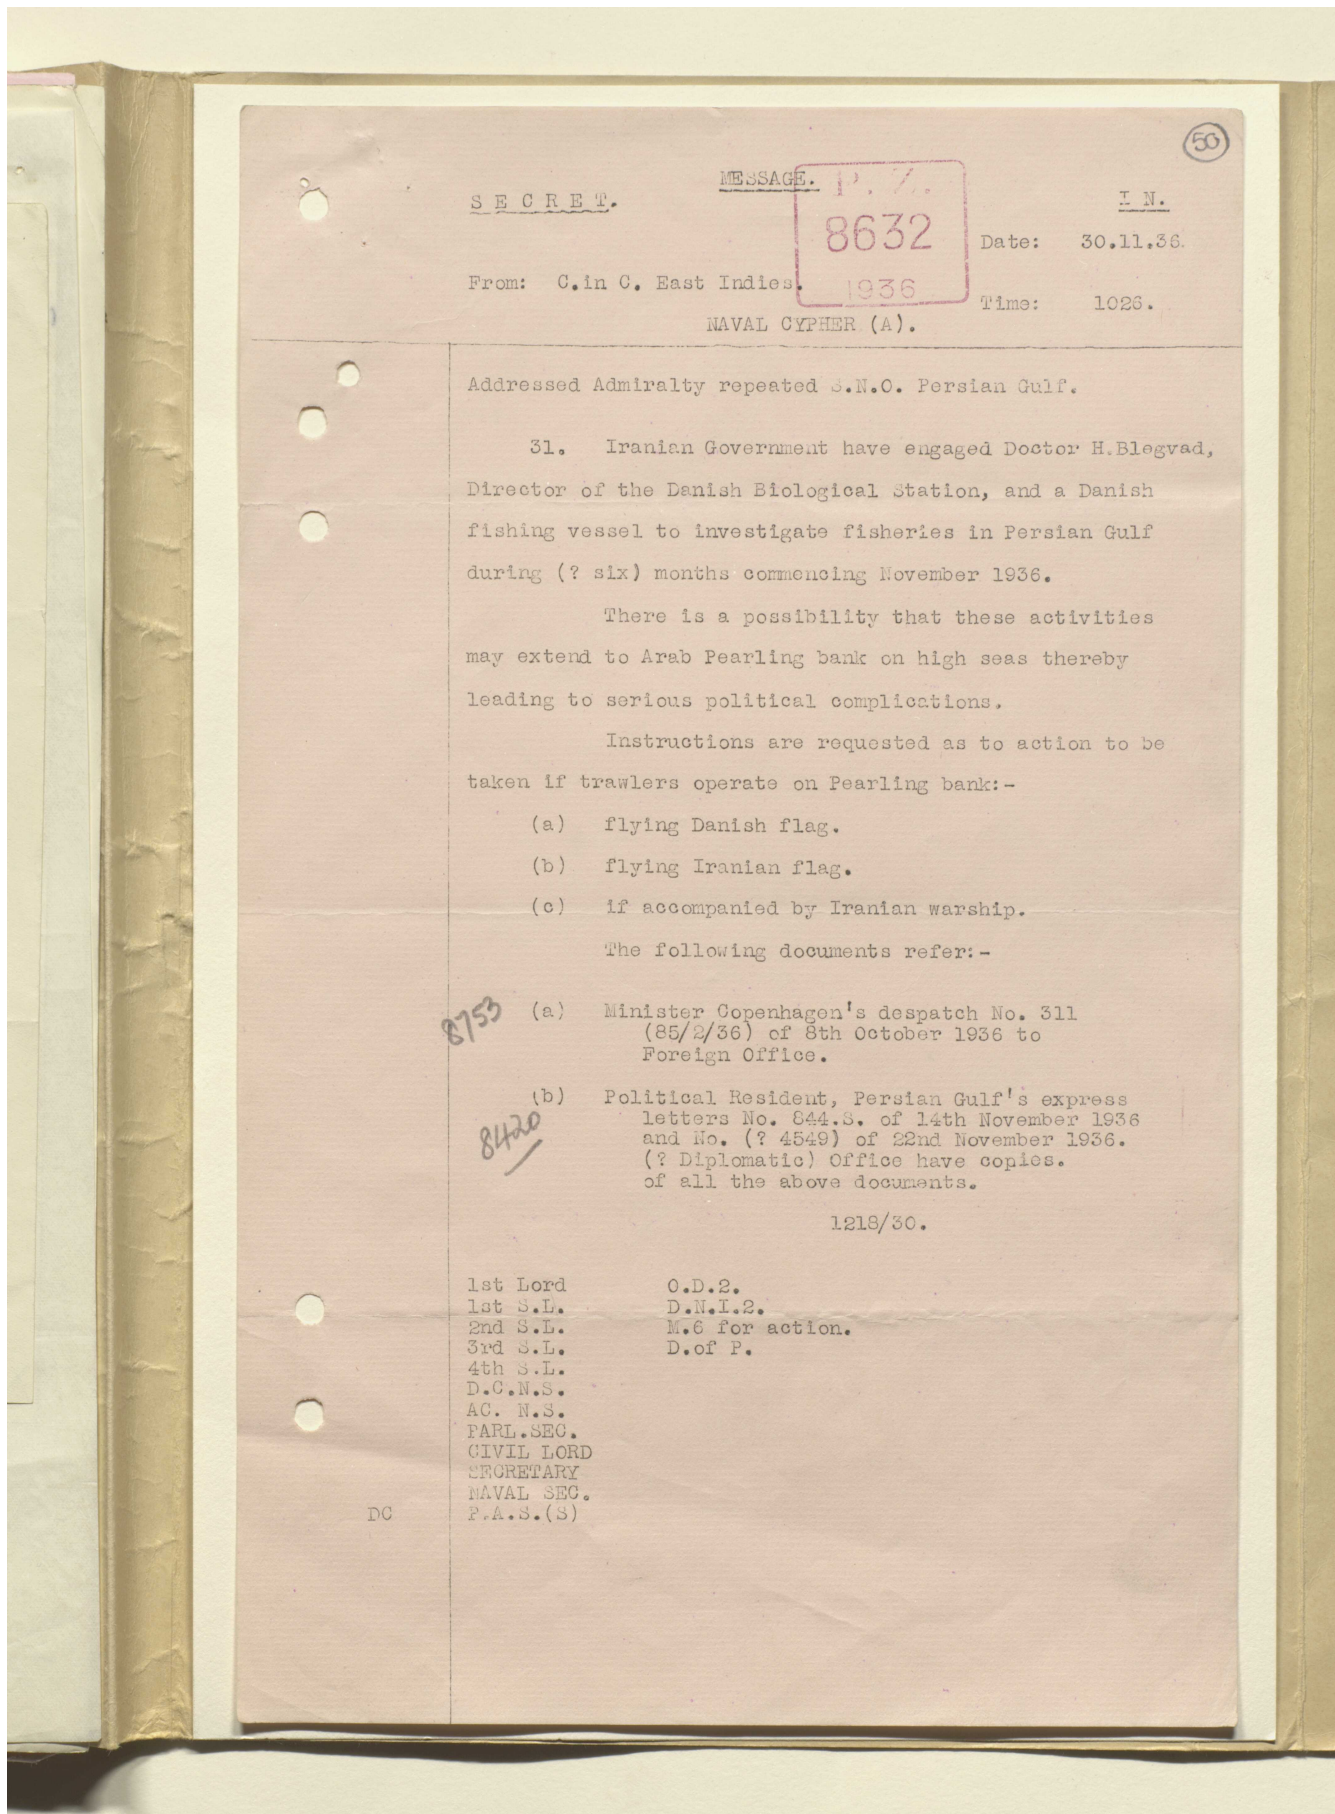 50
MESSAGE.
P. Z.
8632
1936
S E C R E T.
I N.
Date: 30.11.36.
From: C.in C. East Indies.
Time: 1026.
NAVAL CYPHER (A).
Addressed Admiralty repeated S.N.O. Persian Gulf.
31. Iranian Government have engaged Doctor H.Blegvad,
Director of the Danish Biological Station, and a Danish
fishing vessel to investigate fisheries in Persian Gulf
during (? six) months commencing November 1936.
There is a possibility that these activities
may extend to Arab Pearling bank on high seas thereby
leading to serious political complications.
Instructions are requested as to action to be
taken if trawlers operate on Pearling bank:-
(a) flying Danish flag.
(b) flying Iranian flag.
(c) if accompanied by Iranian warship.
The following documents refer:-
8753
(a) Minister Copenhagen's despatch No. 311
(85/2/36) of 8th October 1936 to
Foreign Office.
(b) Political Resident, Persian Gulf's express
8420
letters No. 844.S. of 14th November 1936
and No. (? 4549) of 22nd November 1936.
(? Diplomatic) Office have copies.
of all the above documents.
1218/30.
1st Lord O.D.2.
1st S.L. D.N.I.2.
2nd S.L. M.6 for action.
3rd S.L. D.of P.
4th S.L.
D.C.N.S.
AC. N.S.
PARL.SEC.
CIVIL LORD
SECRETARY
NAVAL SEC.
DC P.A.S.(S)